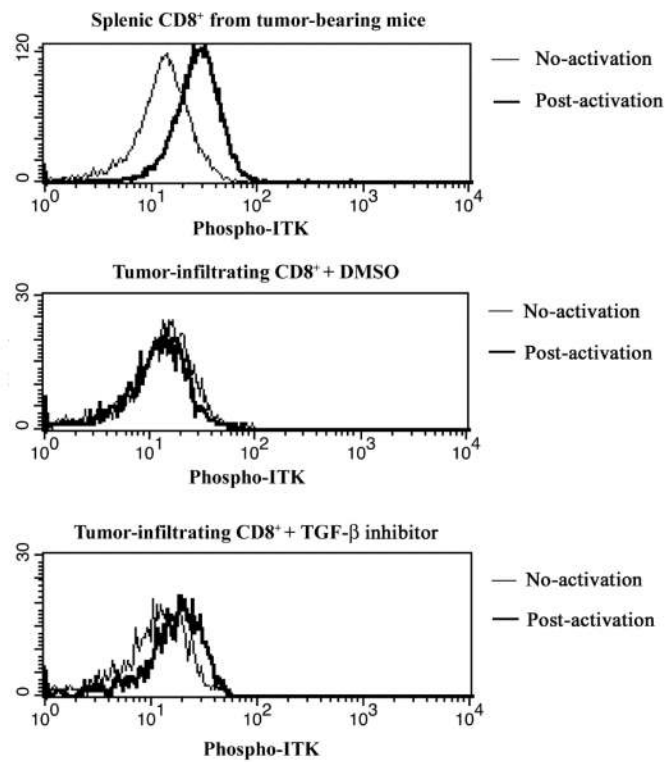 Splenic CD8⁺ from tumor-bearing mice
120
0
10⁰ 10¹ 10² 10³ 10⁴
Phospho-ITK
No-activation
Post-activation
Tumor-infiltrating CD8⁺ + DMSO
30
0
10⁰ 10¹ 10² 10³ 10⁴
Phospho-ITK
No-activation
Post-activation
Tumor-infiltrating CD8⁺ + TGF-β inhibitor
30
0
10⁰ 10¹ 10² 10³ 10⁴
Phospho-ITK
No-activation
Post-activation